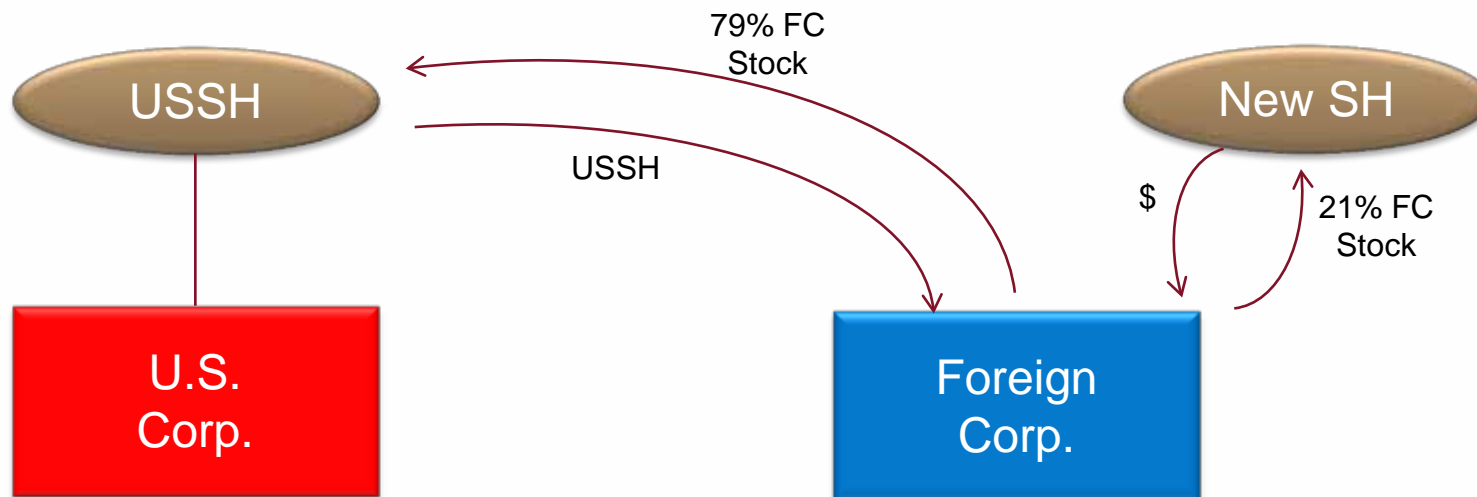 79% FC
Stock
USSH
New SH
USSH
$
21% FC
Stock
U.S.
Corp.
Foreign
Corp.